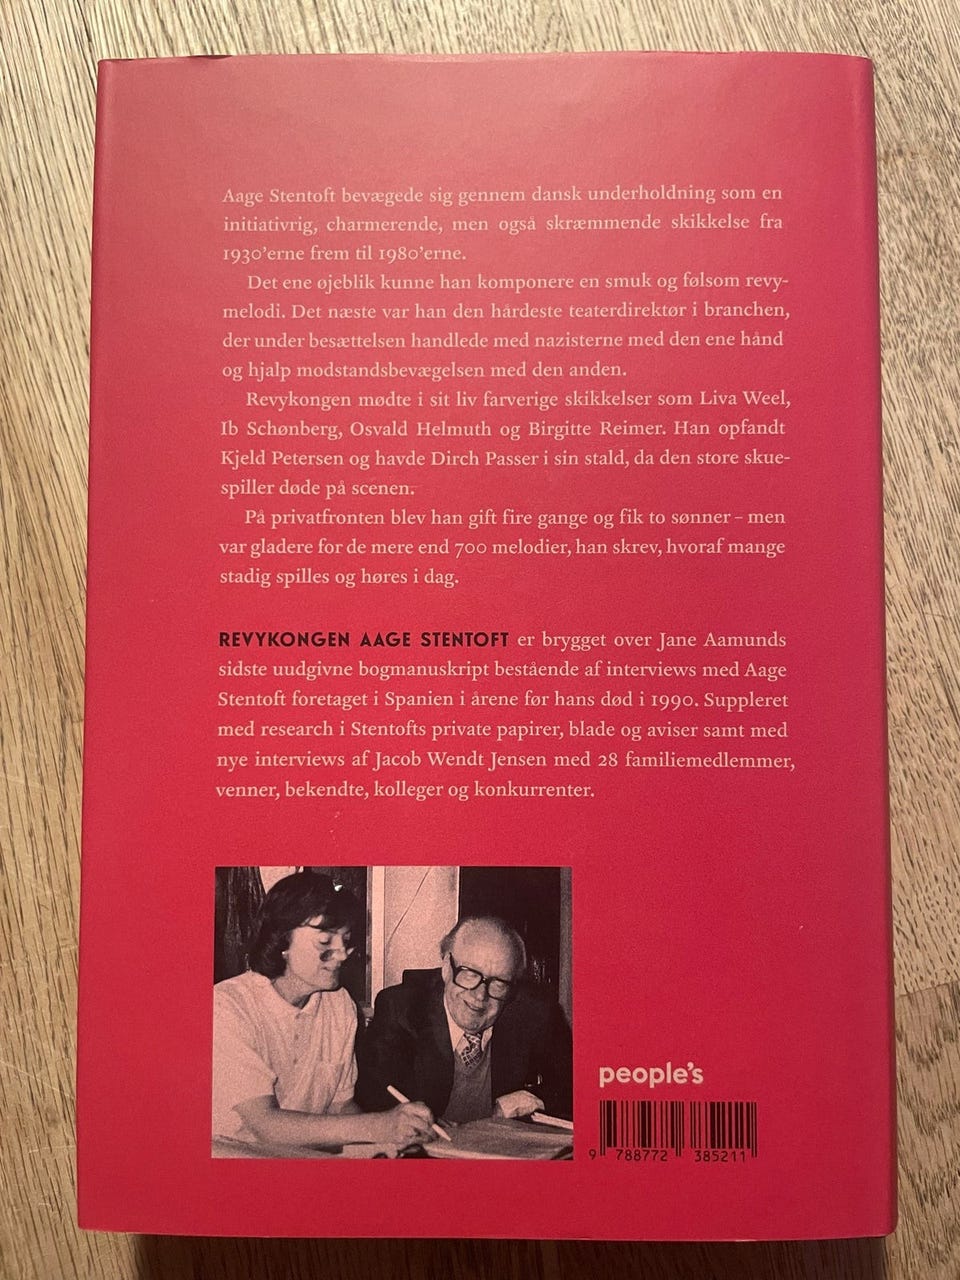 Aage Stentoft bevægede sig gennem dansk underholdning som en
initiativrig, charmerende, men også skræmmende skikkelse fra
1930'erne frem til 1980'erne.
Det ene øjeblik kunne han komponere en smuk og følsom revy-
melodi. Det næste var han den hårdeste teaterdirektør i branchen,
der under besættelsen handlede med nazisterne med den ene hånd
og hjalp modstandsbevægelsen med den anden.
Revykongen mødte i sit liv farverige skikkelser som Liva Weel,
Ib Schønberg, Osvald Helmuth og Birgitte Reimer. Han opfandt
Kjeld Petersen og havde Dirch Passer i sin stald, da den store skue-
spiller døde på scenen.
På privatfronten blev han gift fire gange og fik to sønner – men
var gladere for de mere end 700 melodier, han skrev, hvoraf mange
stadig spilles og høres i dag.
REVYKONGEN AAGE STENTOFT er brygget over Jane Aamunds
sidste uudgivne bogmanuskript bestående af interviews med Aage
Stentoft foretaget i Spanien i årene før hans død i 1990. Suppleret
med research i Stentofts private papirer, blade og aviser samt med
nye interviews af Jacob Wendt Jensen med 28 familiemedlemmer,
venner, bekendte, kolleger og konkurrenter.
people's
9 788772 385211